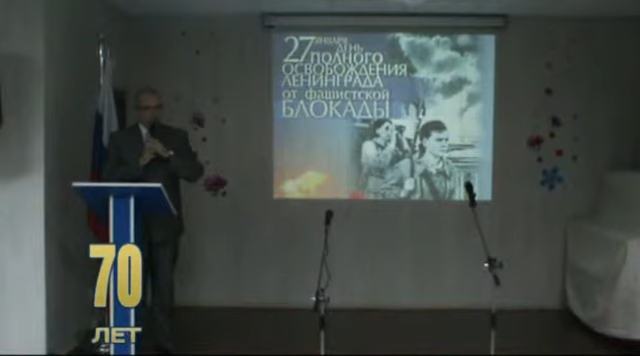 27 ЯНВАРЯ
ДЕНЬ
ПОЛНОГО
ОСВОБОЖДЕНИЯ
ЛЕНИНГРАДА
ОТ ФАШИСТСКОЙ
БЛОКАДЫ
70
ЛЕТ